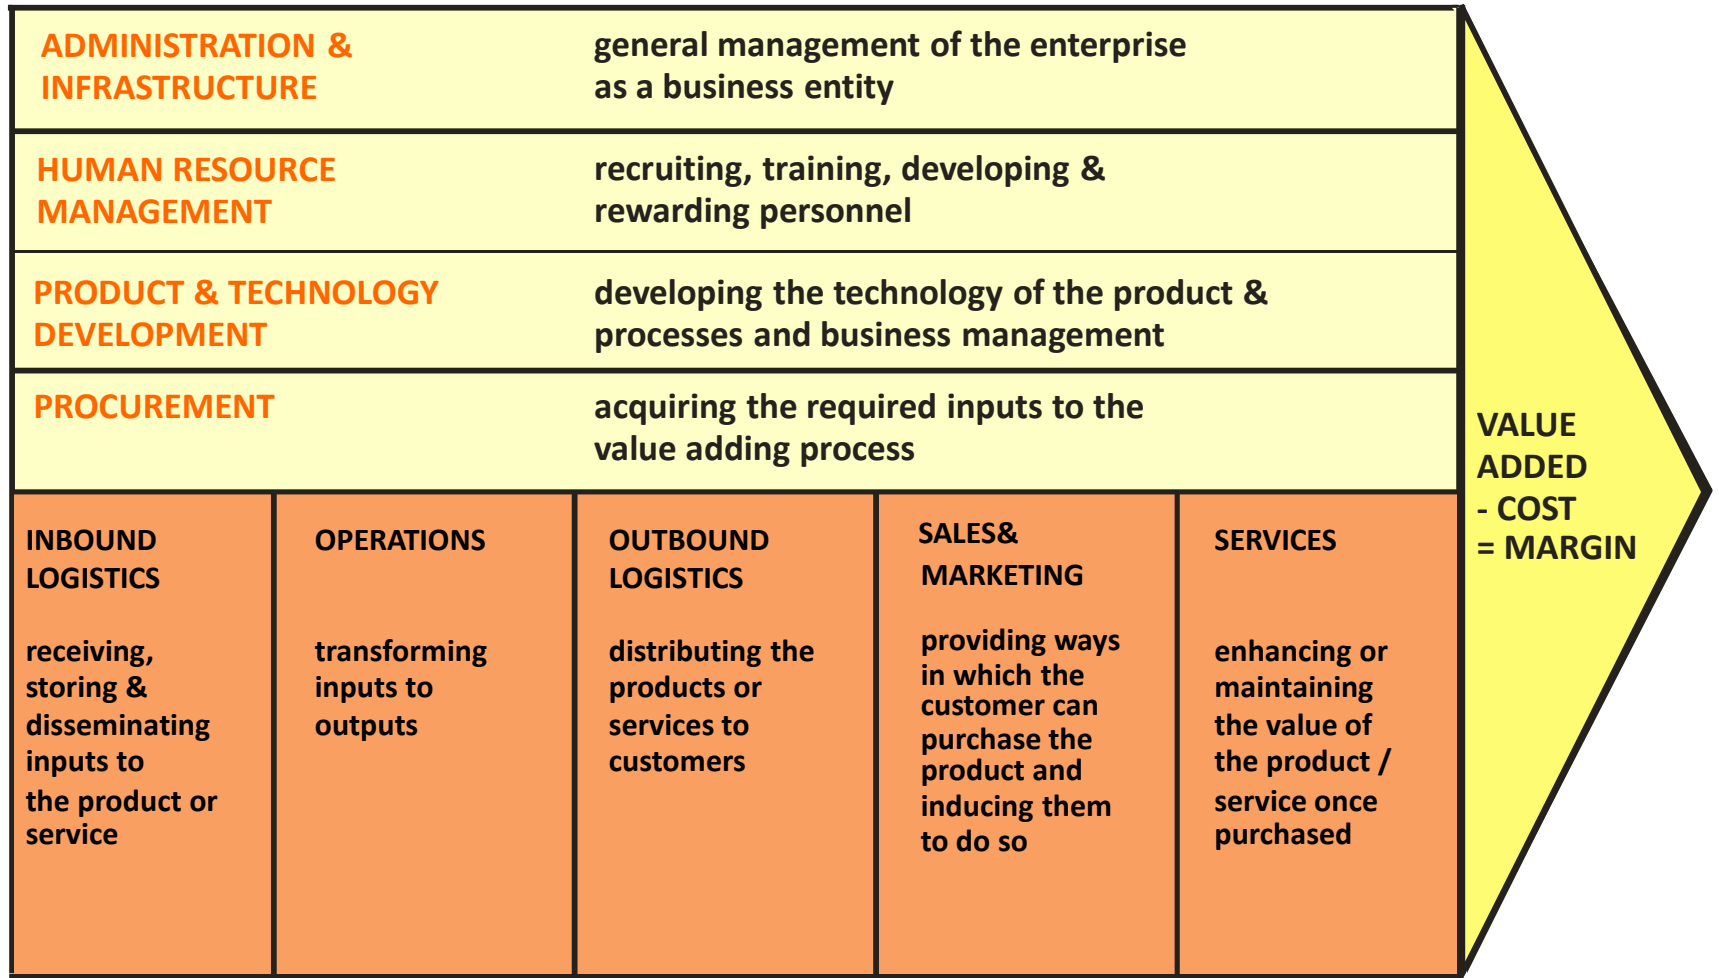 ADMINISTRATION &
INFRASTRUCTURE
general management of the enterprise
as a business entity
HUMAN RESOURCE
MANAGEMENT
recruiting, training, developing &
rewarding personnel
PRODUCT & TECHNOLOGY
DEVELOPMENT
developing the technology of the product &
processes and business management
PROCUREMENT
acquiring the required inputs to the
value adding process
INBOUND
LOGISTICS
receiving,
storing &
disseminating
inputs to
the product or
service
OPERATIONS
transforming
inputs to
outputs
OUTBOUND
LOGISTICS
distributing the
products or
services to
customers
SALES&
MARKETING
providing ways
in which the
customer can
purchase the
product and
inducing them
to do so
SERVICES
enhancing or
maintaining
the value of
the product /
service once
purchased
VALUE
ADDED
- COST
= MARGIN